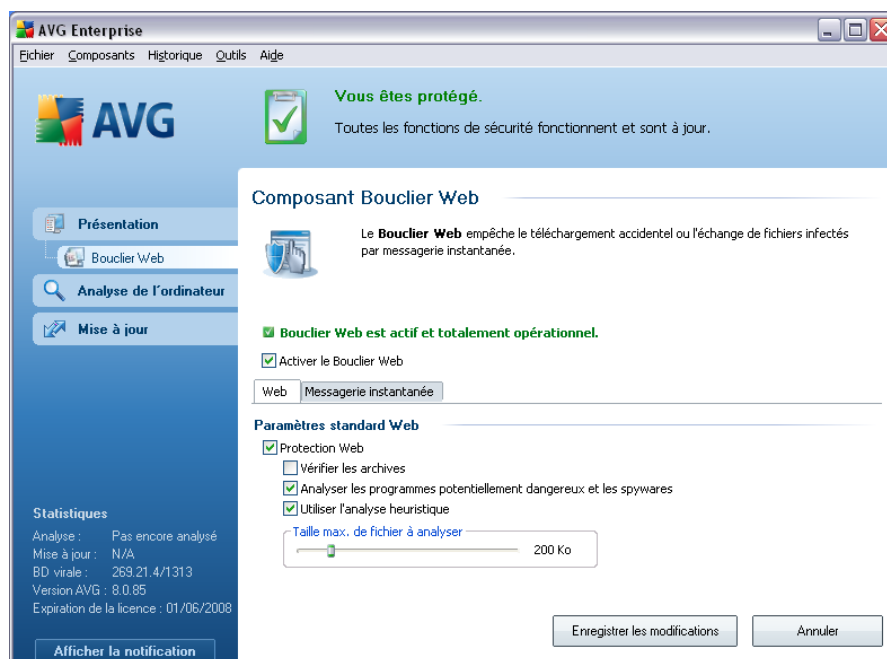 AVG Enterprise
Fichier Composants Historique Outils Aide
AVG
Vous êtes protégé.
Toutes les fonctions de sécurité fonctionnent et sont à jour.
Présentation
Bouclier Web
Analyse de l'ordinateur
Mise à jour
Composant Bouclier Web
Le Bouclier Web empêche le téléchargement accidentel ou l'échange de fichiers infectés
par messagerie instantanée.
Bouclier Web est actif et totalement opérationnel.
Activer le Bouclier Web
Web Messagerie instantanée
Paramètres standard Web
Protection Web
Vérifier les archives
Analyser les programmes potentiellement dangereux et les spywares
Utiliser l'analyse heuristique
Taille max. de fichier à analyser
200 Ko
Statistiques
Analyse : Pas encore analysé
Mise à jour : N/A
BD virale : 269.21.4/1313
Version AVG : 8.0.85
Expiration de la licence : 01/06/2008
Afficher la notification
Enregistrer les modifications
Annuler